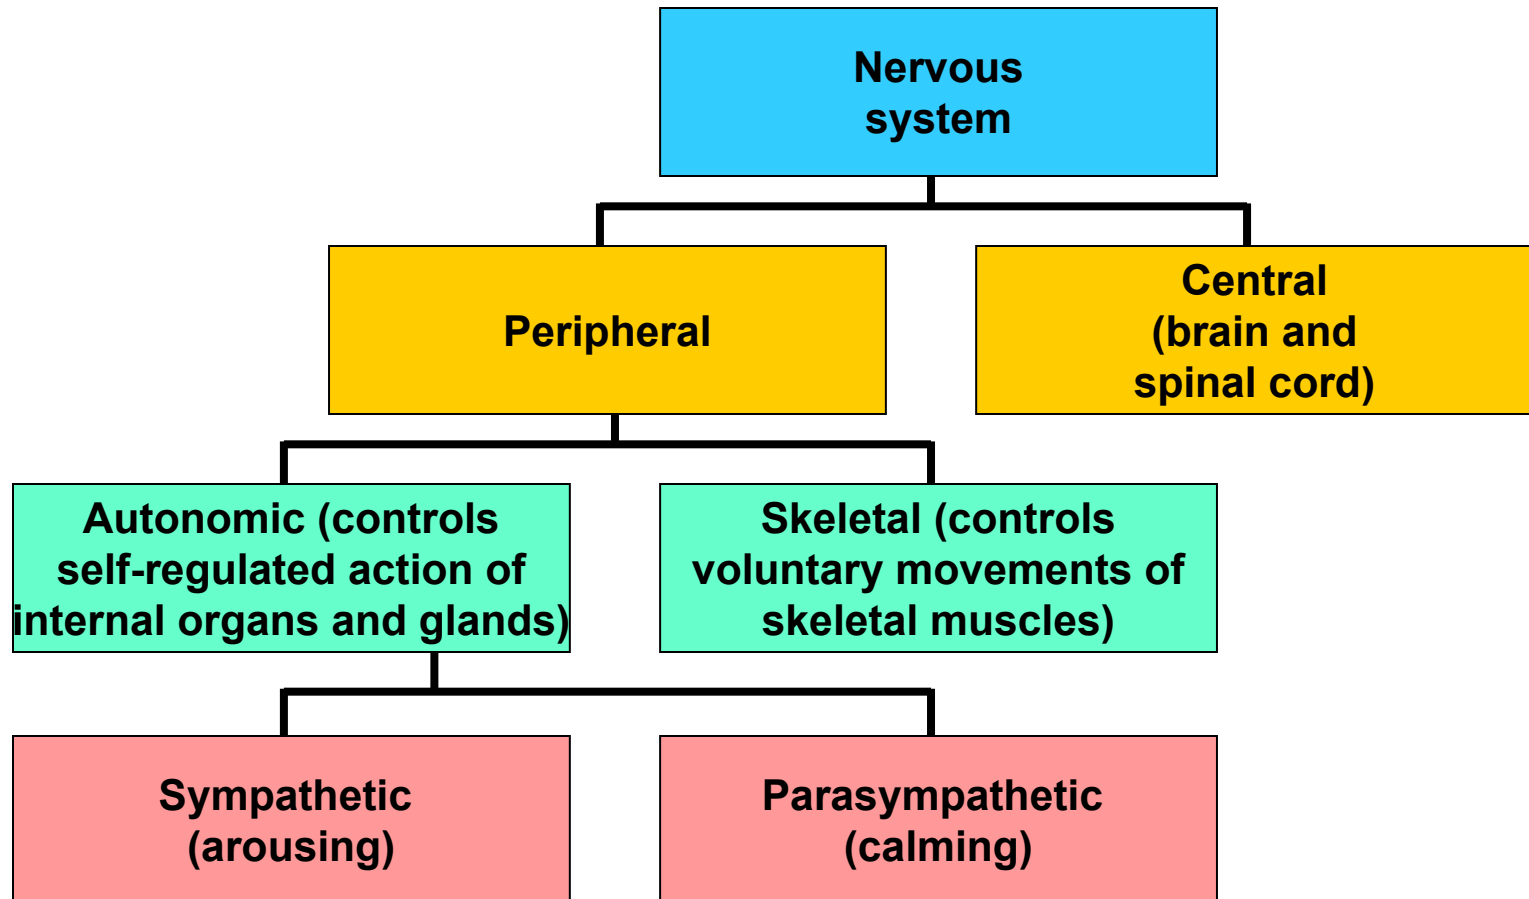 Nervous
system
Peripheral
Central
(brain and
spinal cord)
Autonomic (controls
self-regulated action of
internal organs and glands)
Skeletal (controls
voluntary movements of
skeletal muscles)
Sympathetic
(arousing)
Parasympathetic
(calming)